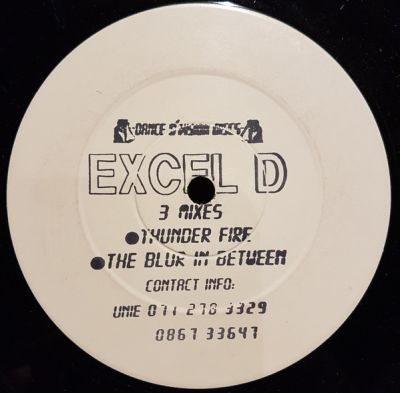 DANCE D'VISION DISCS
EXCEL D
3 MIXES
●THUNDER FIRE
●THE BLUR IN BETWEEN
CONTACT INFO:
UNIE 071 278 3329
0867 33647